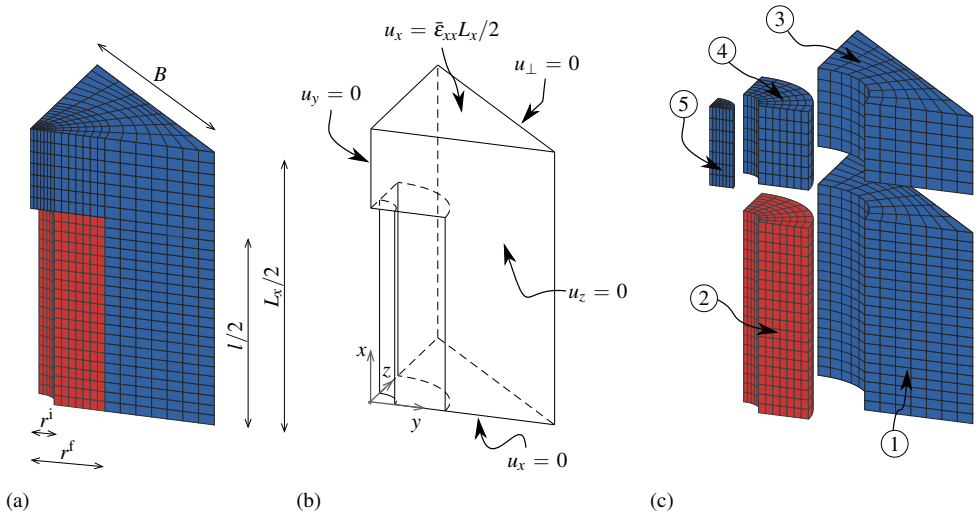 B
l/2
L_x/2
r^i
r^f
(a)
u_x = ε̄_xx L_x/2
u_⊥ = 0
u_y = 0
u_z = 0
x
z
y
u_x = 0
(b)
3
4
5
2
1
(c)